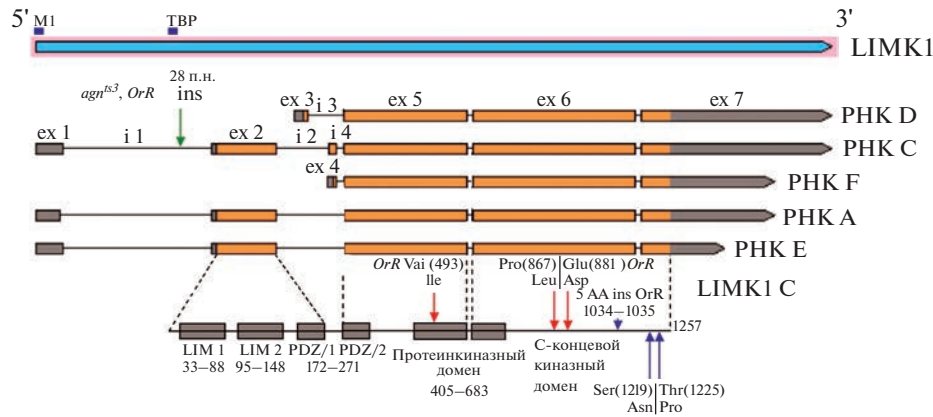 5' 3'
M1 TBP
LIMK1
28 п.н.
agn^ts3, OrR ins
ex 3 i 3 ex 5 ex 6 ex 7
РНК D
ex 1 i 1 ex 2 i 2 i 4
РНК C
ex 4
РНК F
РНК A
РНК E
OrR Vai (493) Pro(867) Glu(881) OrR
Ile Leu Asp
LIMK1 C
5 AA ins OrR
1034–1035
1257
LIM 1 LIM 2 PDZ/1 PDZ/2 Протеинкиназный С-концевой
33–88 95–148 172–271 домен киназный
405–683 домен
Ser(1219) Thr(1225)
Asn Pro